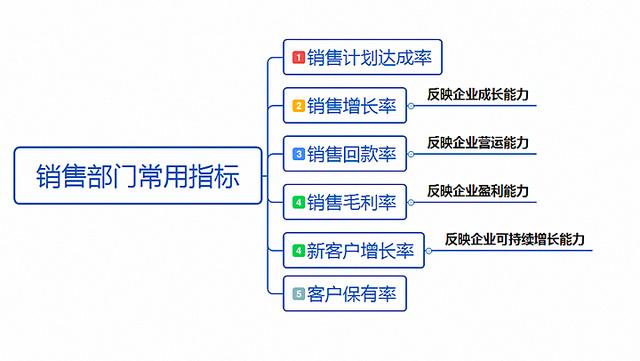 销售部门常用指标
1 销售计划达成率
2 销售增长率
反映企业成长能力
3 销售回款率
反映企业营运能力
4 销售毛利率
反映企业盈利能力
4 新客户增长率
反映企业可持续增长能力
5 客户保有率